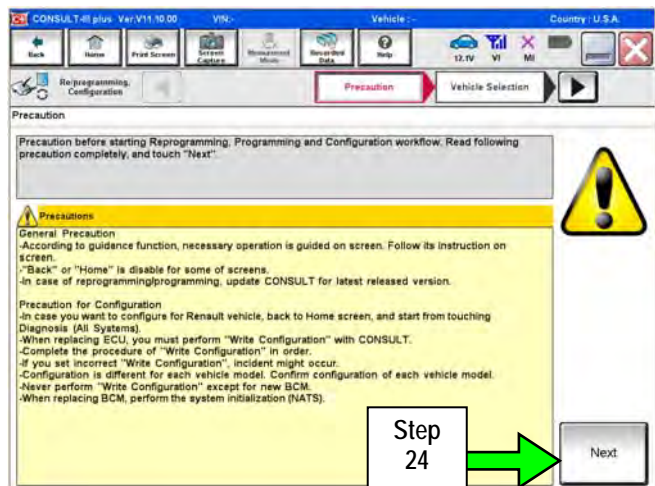 CONSULT-III plus Ver.V11.10.00 VIN:- Vehicle : - Country : U.S.A.
Back Home Print Screen Screen Capture Measurement Mode Recorded Data Help 12.1V VI MI
Re/programming, Configuration Precaution Vehicle Selection
Precaution
Precaution before starting Reprogramming, Programming and Configuration workflow. Read following
precaution completely, and touch "Next".
Precautions
General Precaution
-According to guidance function, necessary operation is guided on screen. Follow its instruction on
screen.
-"Back" or "Home" is disable for some of screens.
-In case of reprogramming/programming, update CONSULT for latest released version.
Precaution for Configuration
-In case you want to configure for Renault vehicle, back to Home screen, and start from touching
Diagnosis (All Systems).
-When replacing ECU, you must perform "Write Configuration" with CONSULT.
-Complete the procedure of "Write Configuration" in order.
-If you set incorrect "Write Configuration", incident might occur.
-Configuration is different for each vehicle model. Confirm configuration of each vehicle model.
-Never perform "Write Configuration" except for new BCM.
-When replacing BCM, perform the system initialization (NATS).
Step
24
Next